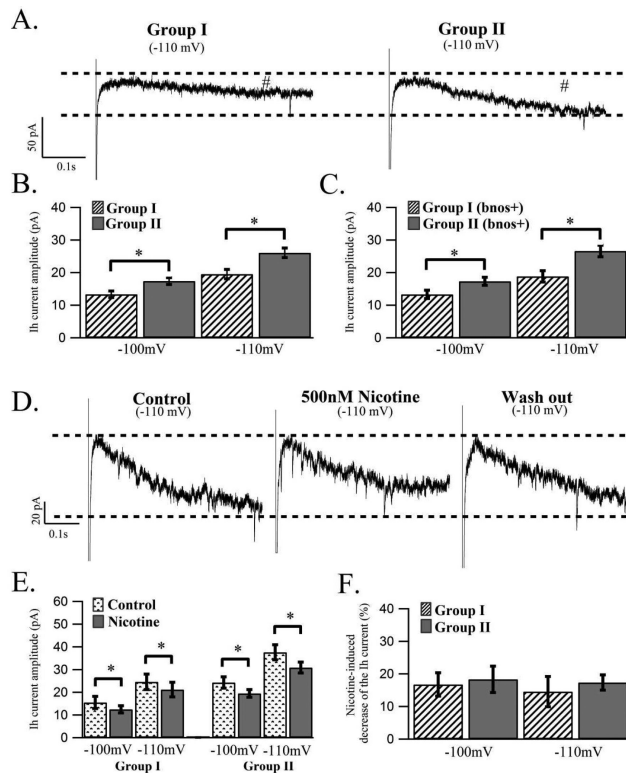 A.
Group I
(-110 mV)
Group II
(-110 mV)
#
#
50 pA
0.1s
B.
C.
Ih current amplitude (pA)
40
30
20
10
0
Group I
Group II
*
*
-100mV
-110mV
Ih current amplitude (pA)
40
30
20
10
0
Group I (bnos+)
Group II (bnos+)
*
*
-100mV
-110mV
D.
Control
(-110 mV)
500nM Nicotine
(-110 mV)
Wash out
(-110 mV)
20 pA
0.1s
E.
F.
Ih current amplitude (pA)
60
50
40
30
20
10
0
Control
Nicotine
*
*
*
*
-100mV -110mV
-100mV -110mV
Group I
Group II
Nicotine-induced
decrease of the Ih current (%)
40
30
20
10
0
Group I
Group II
-100mV
-110mV